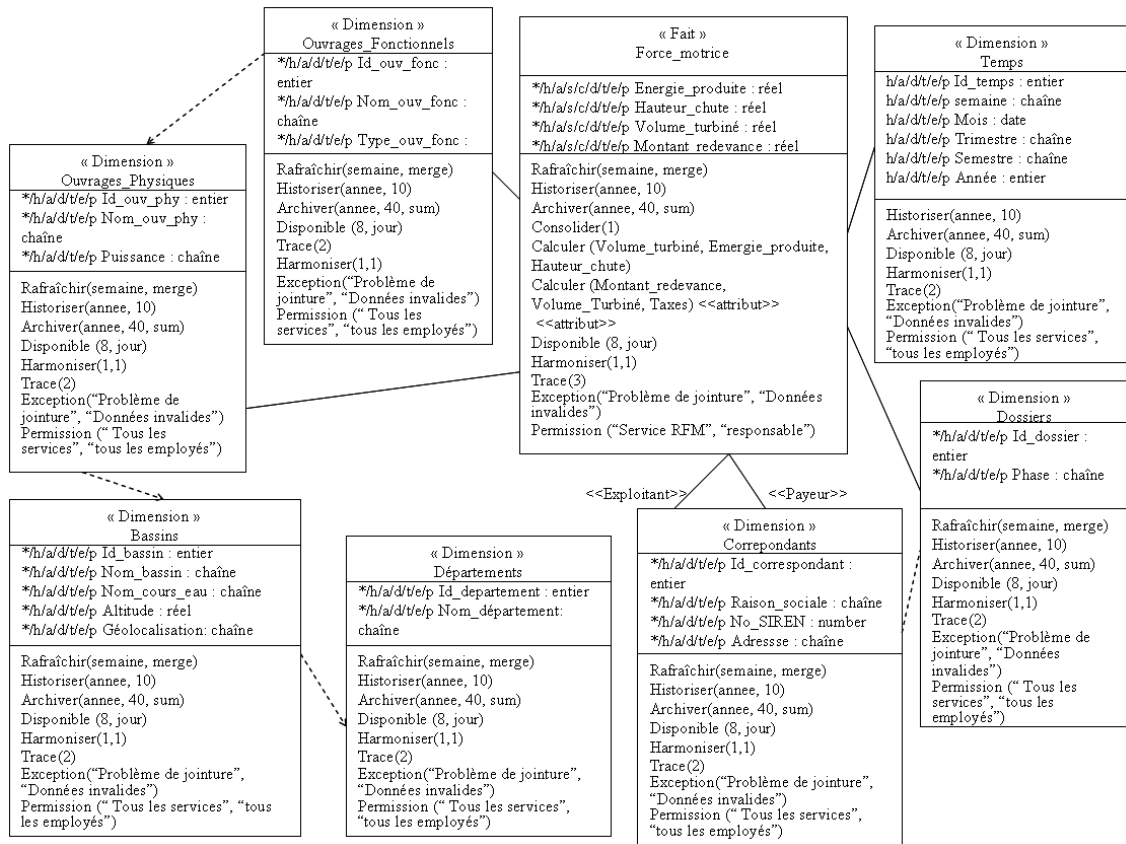 « Dimension »
Ouvrages_Fonctionnels
*/h/a/d/t/e/p Id_ouv_fonc :
entier
*/h/a/d/t/e/p Nom_ouv_fonc :
chaîne
*/h/a/d/t/e/p Type_ouv_fonc :
Rafraîchir(semaine, merge)
Historiser(annee, 10)
Archiver(annee, 40, sum)
Disponible (8, jour)
Trace(2)
Harmoniser(1,1)
Exception(“Problème de
jointure”, “Données invalides”)
Permission (“ Tous les
services”, “tous les employés”)
« Fait »
Force_motrice
*/h/a/s/c/d/t/e/p Energie_produite : réel
*/h/a/s/c/d/t/e/p Hauteur_chute : réel
*/h/a/s/c/d/t/e/p Volume_turbiné : réel
*/h/a/s/c/d/t/e/p Montant_redevance : réel
Rafraîchir(semaine, merge)
Historiser(annee, 10)
Archiver(annee, 40, sum)
Consolider(1)
Calculer (Volume_turbiné, Emergie_produite,
Hauteur_chute)
Calculer (Montant_redevance,
Volume_Turbiné, Taxes) <<attribut>>
<<attribut>>
Disponible (8, jour)
Harmoniser(1,1)
Trace(3)
Exception(“Problème de jointure”, “Données
invalides”)
Permission (“Service RFM”, “responsable”)
« Dimension »
Temps
h/a/d/t/e/p Id_temps : entier
h/a/d/t/e/p semaine : chaîne
h/a/d/t/e/p Mois : date
h/a/d/t/e/p Trimestre : chaîne
h/a/d/t/e/p Semestre : chaîne
h/a/d/t/e/p Année : entier
Historiser(annee, 10)
Archiver(annee, 40, sum)
Disponible (8, jour)
Harmoniser(1,1)
Trace(2)
Exception(“Problème de jointure”,
“Données invalides”)
Permission (“ Tous les services”,
“tous les employés”)
« Dimension »
Ouvrages_Physiques
*/h/a/d/t/e/p Id_ouv_phy : entier
*/h/a/d/t/e/p Nom_ouv_phy :
chaîne
*/h/a/d/t/e/p Puissance : chaîne
Rafraîchir(semaine, merge)
Historiser(annee, 10)
Archiver(annee, 40, sum)
Disponible (8, jour)
Harmoniser(1,1)
Trace(2)
Exception(“Problème de
jointure”, “Données invalides”)
Permission (“ Tous les
services”, “tous les employés”)
« Dimension »
Dossiers
*/h/a/d/t/e/p Id_dossier :
entier
*/h/a/d/t/e/p Phase : chaîne
Rafraîchir(semaine, merge)
Historiser(annee, 10)
Archiver(annee, 40, sum)
Disponible (8, jour)
Harmoniser(1,1)
Trace(2)
Exception(“Problème de
jointure”, “Données
invalides”)
Permission (“ Tous les
services”, “tous les
employés”)
<<Exploitant>>
<<Payeur>>
« Dimension »
Bassins
*/h/a/d/t/e/p Id_bassin : entier
*/h/a/d/t/e/p Nom_bassin : chaîne
*/h/a/d/t/e/p Nom_cours_eau : chaîne
*/h/a/d/t/e/p Altitude : réel
*/h/a/d/t/e/p Géolocalisation: chaîne
Rafraîchir(semaine, merge)
Historiser(annee, 10)
Archiver(annee, 40, sum)
Disponible (8, jour)
Harmoniser(1,1)
Trace(2)
Exception(“Problème de jointure”,
“Données invalides”)
Permission (“ Tous les services”, “tous
les employés”)
« Dimension »
Départements
*/h/a/d/t/e/p Id_departement : entier
*/h/a/d/t/e/p Nom_département:
chaîne
Rafraîchir(semaine, merge)
Historiser(annee, 10)
Archiver(annee, 40, sum)
Disponible (8, jour)
Harmoniser(1,1)
Trace(2)
Exception(“Problème de jointure”,
“Données invalides”)
Permission (“ Tous les services”,
“tous les employés”)
« Dimension »
Correpondants
*/h/a/d/t/e/p Id_correspondant :
entier
*/h/a/d/t/e/p Raison_sociale : chaîne
*/h/a/d/t/e/p No_SIREN : number
*/h/a/d/t/e/p Adressse : chaîne
Rafraîchir(semaine, merge)
Historiser(annee, 10)
Archiver(annee, 40, sum)
Disponible (8, jour)
Harmoniser(1,1)
Trace(2)
Exception(“Problème de jointure”,
“Données invalides”)
Permission (“ Tous les services”,
“tous les employés”)